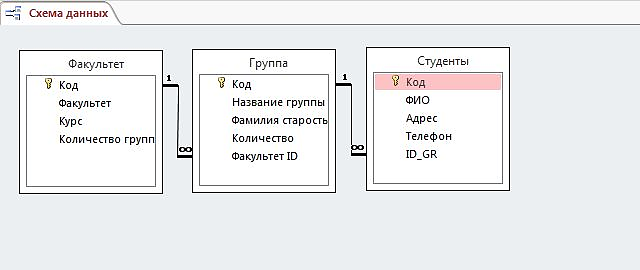 Схема данных
Факультет
Код
Факультет
Курс
Количество групп
1
∞
Группа
Код
Название группы
Фамилия старость
Количество
Факультет ID
1
∞
Студенты
Код
ФИО
Адрес
Телефон
ID_GR